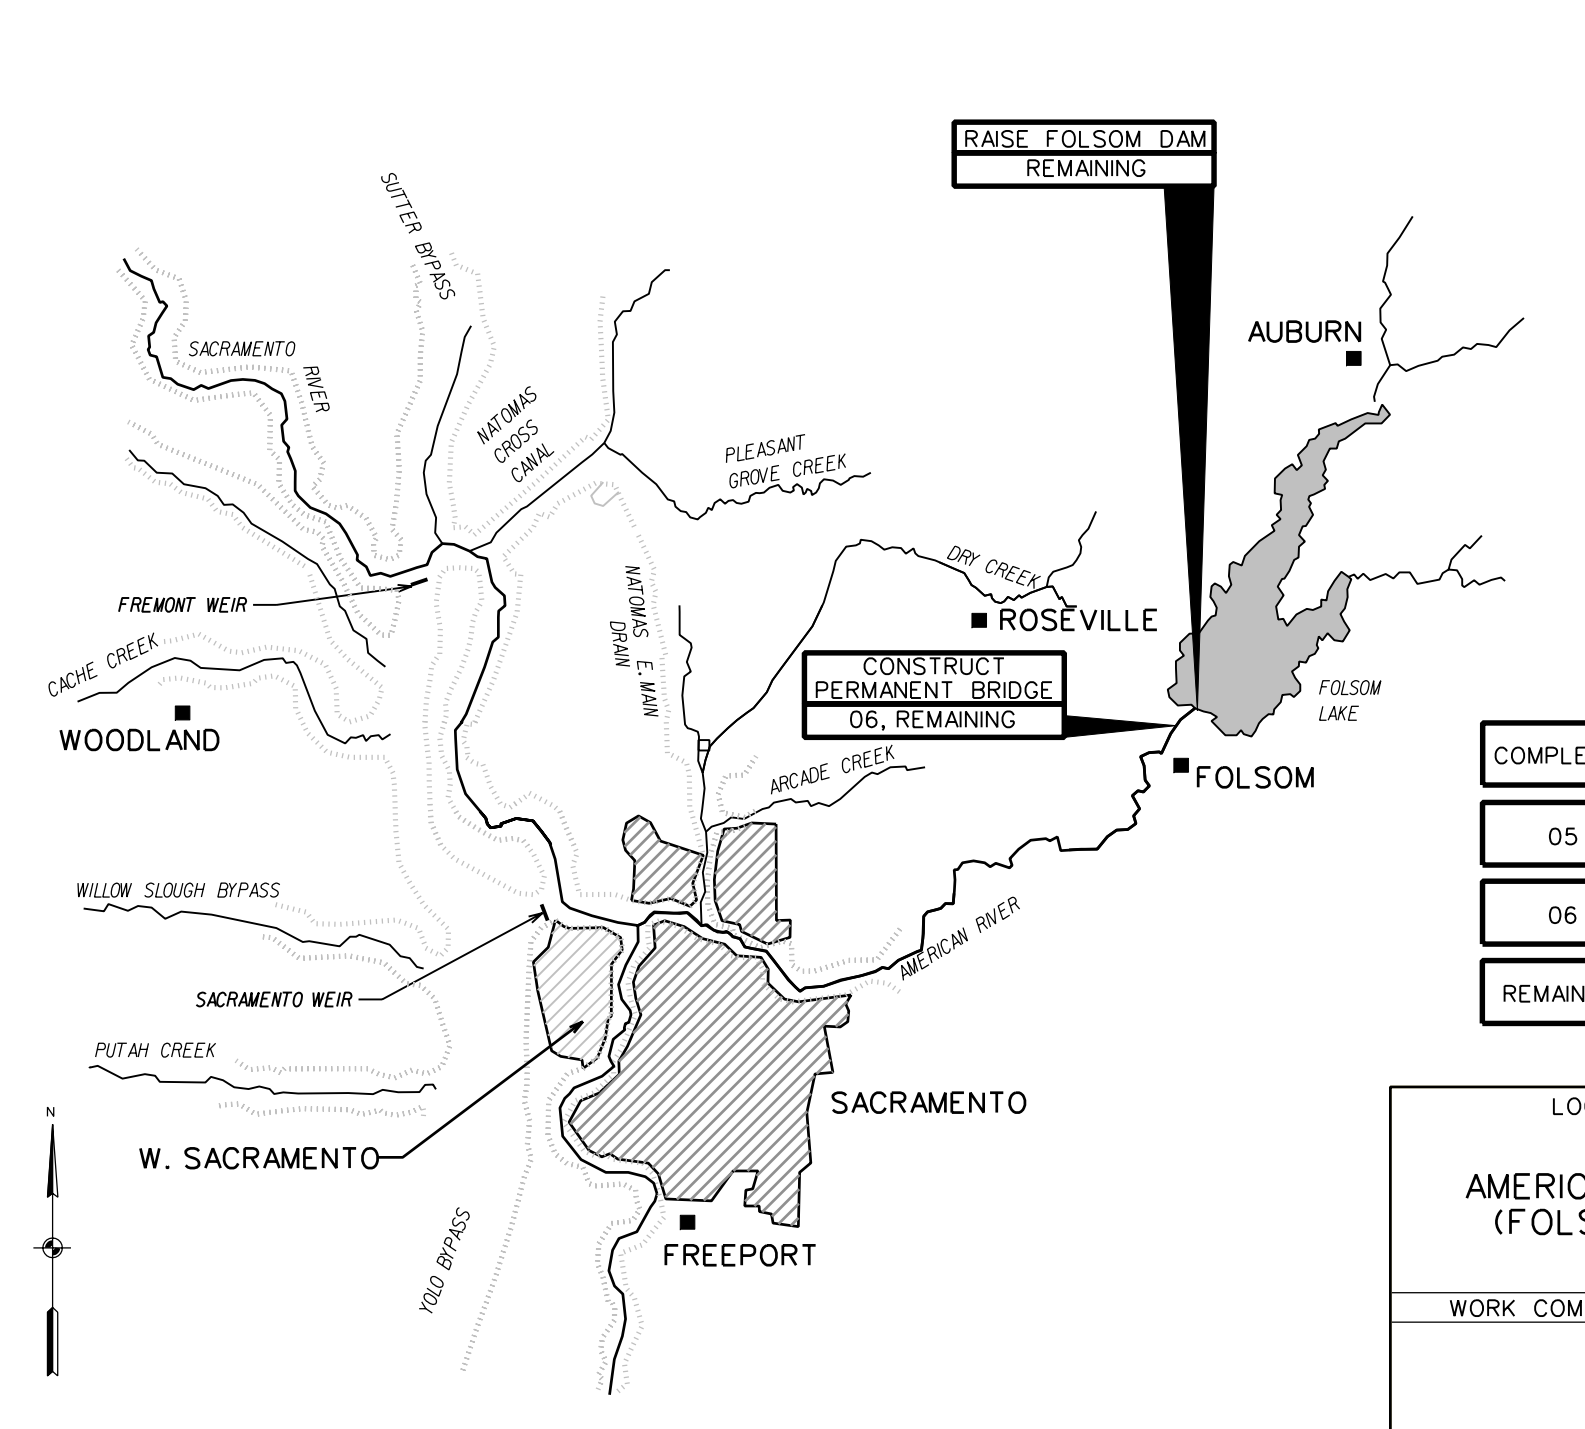 RAISE FOLSOM DAM
REMAINING
SUTTER BYPASS
AUBURN
SACRAMENTO
RIVER
NATOMAS
CROSS
CANAL
PLEASANT
GROVE CREEK
DRY CREEK
FREMONT WEIR
NATOMAS E. MAIN
DRAIN
ROSEVILLE
CACHE CREEK
CONSTRUCT
PERMANENT BRIDGE
06, REMAINING
FOLSOM
LAKE
WOODLAND
ARCADE CREEK
FOLSOM
COMPLE
05
WILLOW SLOUGH BYPASS
06
AMERICAN RIVER
SACRAMENTO WEIR
REMAIN
PUTAH CREEK
SACRAMENTO
N
LOC
W. SACRAMENTO
AMERIC
(FOLS
YOLO BYPASS
FREEPORT
WORK COM